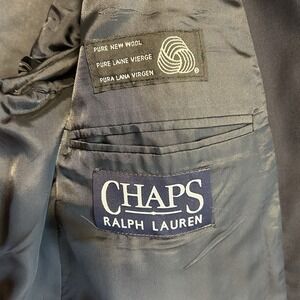 PURE NEW WOOL
PURE LAINE VIERGE
PURA LANA VIRGEN
®
CHAPS
RALPH LAUREN